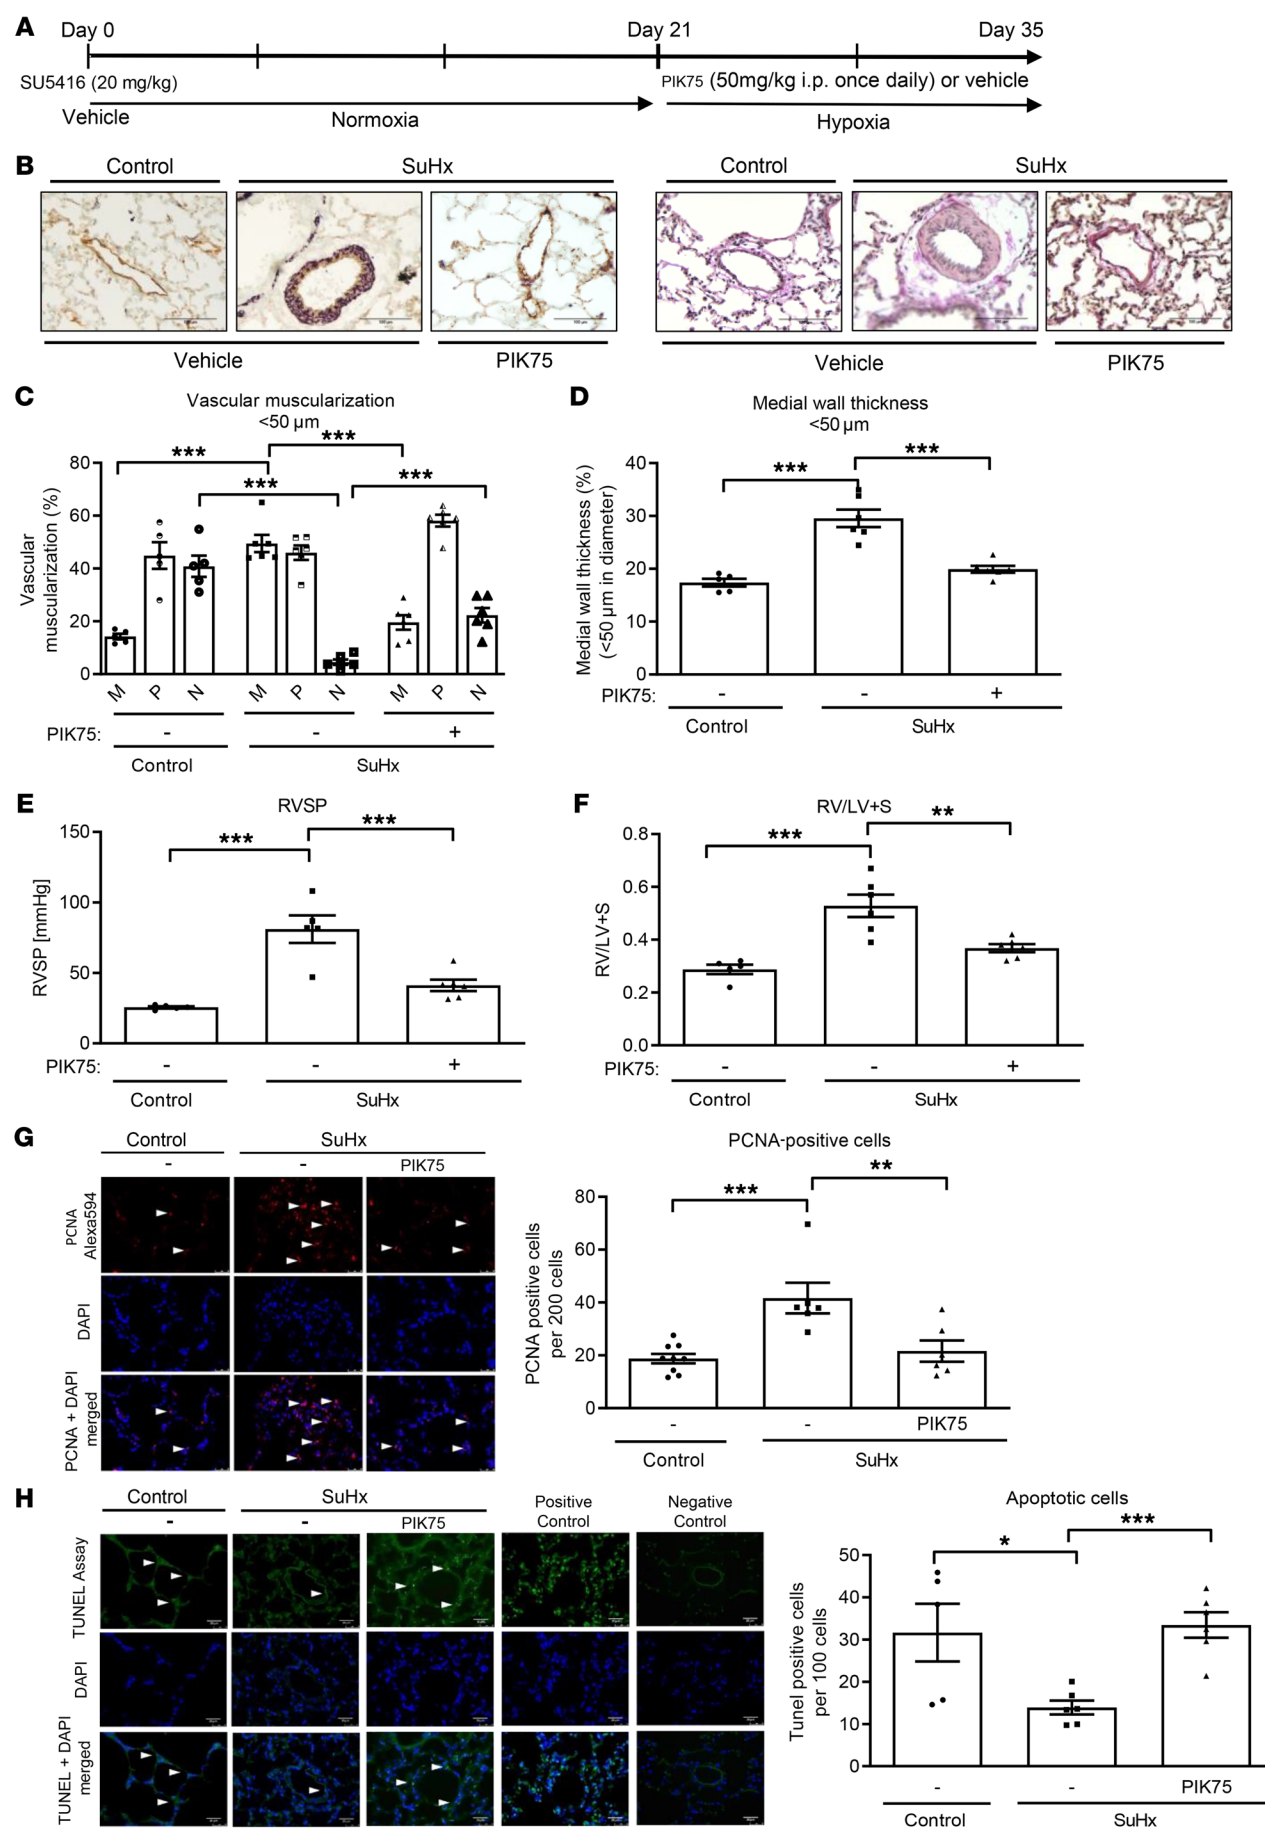 A
Day 0
Day 21
Day 35
SU5416 (20 mg/kg)
PIK75 (50mg/kg i.p. once daily) or vehicle
Vehicle
Normoxia
Hypoxia
B
Control
SuHx
Control
SuHx
Vehicle
PIK75
Vehicle
PIK75
C
Vascular muscularization
<50 µm
Vascular
muscularization (%)
80
60
40
20
0
***
***
***
***
M
P
N
M
P
N
M
P
N
PIK75:
-
-
+
Control
SuHx
D
Medial wall thickness
<50 µm
Medial wall thickness (%)
(<50 µm in diameter)
40
30
20
10
0
***
***
PIK75:
-
-
+
Control
SuHx
E
RVSP
RVSP [mmHg]
150
100
50
0
***
***
PIK75:
-
-
+
Control
SuHx
F
RV/LV+S
RV/LV+S
0.8
0.6
0.4
0.2
0.0
***
**
PIK75:
-
-
+
Control
SuHx
G
Control
SuHx
-
-
PIK75
PCNA
Alexa594
DAPI
PCNA + DAPI
merged
PCNA-positive cells
PCNA positive cells
per 200 cells
80
60
40
20
0
***
**
-
-
PIK75
Control
SuHx
H
Control
SuHx
Positive
Control
Negative
Control
-
-
PIK75
TUNEL Assay
DAPI
TUNEL + DAPI
merged
Apoptotic cells
Tunel positive cells
per 100 cells
50
40
30
20
10
0
*
***
-
-
PIK75
Control
SuHx